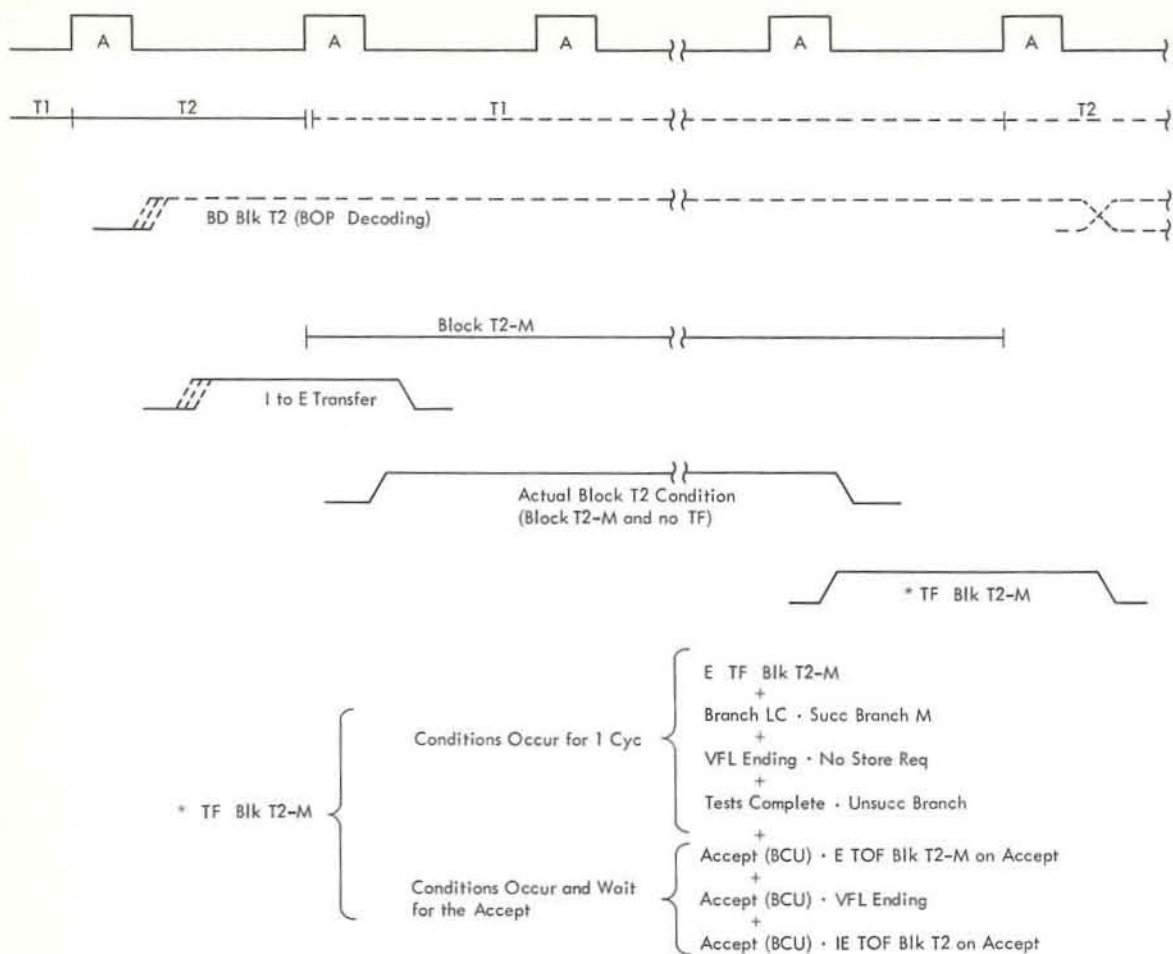 A A A A A
T1 T2 T1 T2
BD Blk T2 (BOP Decoding)
Block T2-M
I to E Transfer
Actual Block T2 Condition
(Block T2-M and no TF)
* TF Blk T2-M
* TF Blk T2-M
Conditions Occur for 1 Cyc
E TF Blk T2-M
+
Branch LC · Succ Branch M
+
VFL Ending · No Store Req
+
Tests Complete · Unsucc Branch
+
Conditions Occur and Wait
for the Accept
Accept (BCU) · E TOF Blk T2-M on Accept
+
Accept (BCU) · VFL Ending
+
Accept (BCU) · IE TOF Blk T2 on Accept